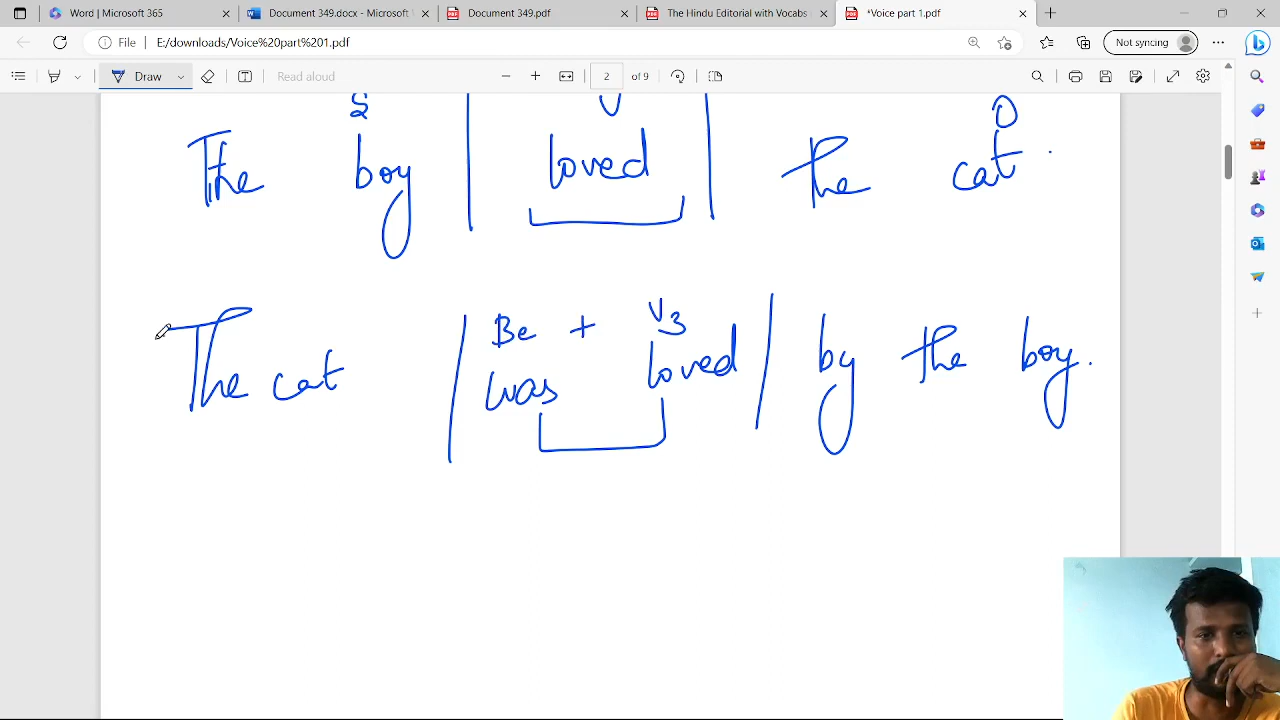 Word | Microsoft 365
Document 349.docx - Microsoft
Document 349.pdf
The Hindu Editorial with Vocabs
*Voice part 1.pdf
File E:/downloads/Voice%20part%201.pdf
Not syncing
Draw
Read aloud
2 of 9
S V O
The boy | loved | the cat.
Be + V3
The cat | was loved | by the boy.